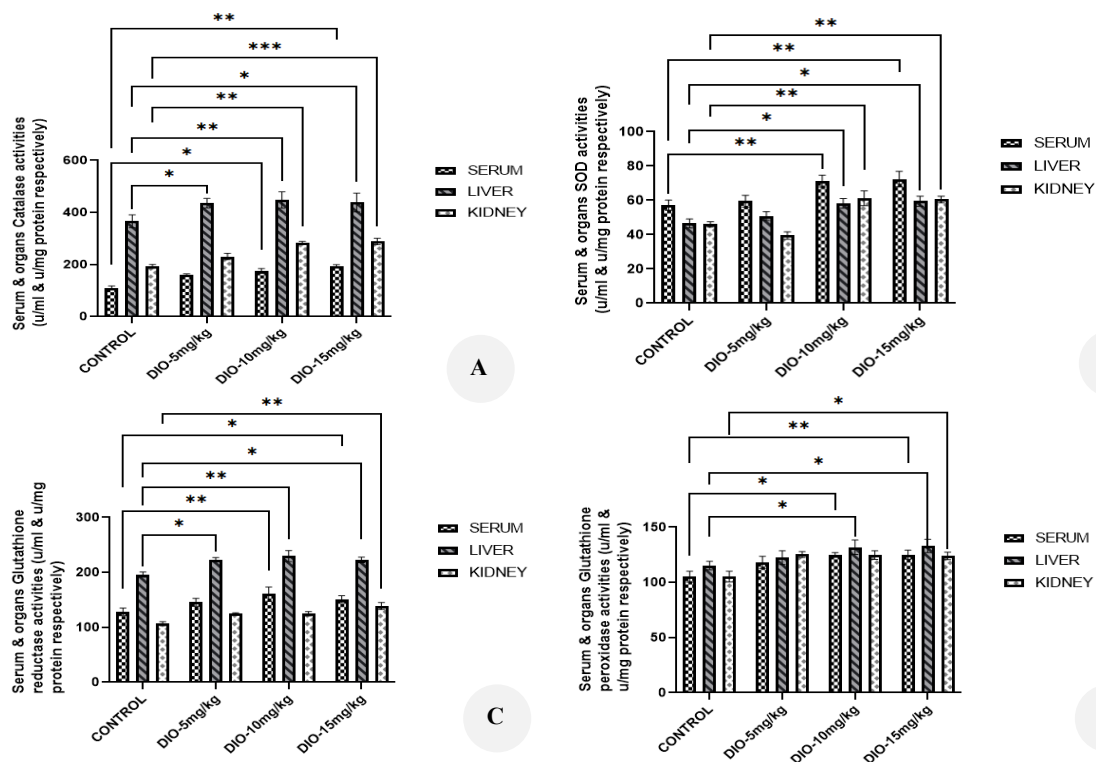 Serum & organs Catalase activities
(u/ml & u/mg protein respectively)
600
400
200
0
**
***
*
**
**
*
*
CONTROL
DIO-5mg/kg
DIO-10mg/kg
DIO-15mg/kg
SERUM
LIVER
KIDNEY
A
Serum & organs SOD activities
(u/ml & u/mg protein respectively)
100
80
60
40
20
0
**
**
*
**
*
**
CONTROL
DIO-5mg/kg
DIO-10mg/kg
DIO-15mg/kg
SERUM
LIVER
KIDNEY
Serum & organs Glutathione
reductase activities (u/ml & u/mg
protein respectively)
300
200
100
0
**
*
*
**
**
*
CONTROL
DIO-5mg/kg
DIO-10mg/kg
DIO-15mg/kg
SERUM
LIVER
KIDNEY
C
Serum & organs Glutathione
peroxidase activities (u/ml &
u/mg protein respectively)
150
100
50
0
*
**
*
*
*
CONTROL
DIO-5mg/kg
DIO-10mg/kg
DIO-15mg/kg
SERUM
LIVER
KIDNEY